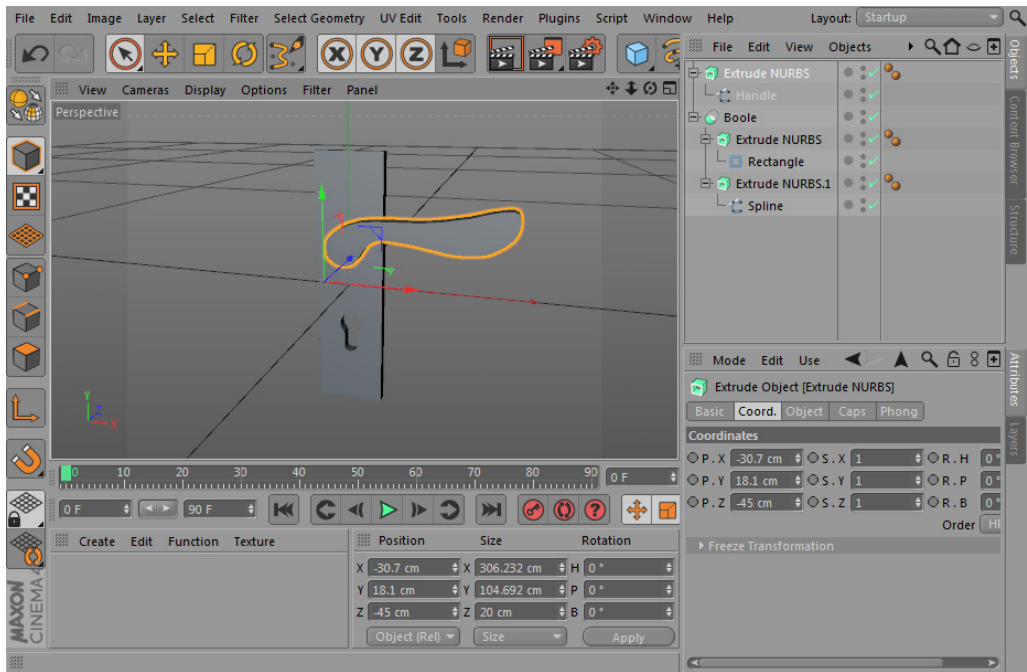 File Edit Image Layer Select Filter Select Geometry UV Edit Tools Render Plugins Script Window Help Layout: Startup
File Edit View Objects
Extrude NURBS
Handle
Boole
Extrude NURBS
Rectangle
Extrude NURBS.1
Spline
Objects
Content Browser
Structure
View Cameras Display Options Filter Panel
Perspective
Y
Z
X
0 10 20 30 40 50 60 70 80 90 0 F
0 F 90 F
Create Edit Function Texture
Position Size Rotation
X -30.7 cm X 306.232 cm H 0 °
Y 18.1 cm Y 104.692 cm P 0 °
Z -45 cm Z 20 cm B 0 °
Object (Rel) Size Apply
MAXON
CINEMA 4
Mode Edit Use
Extrude Object [Extrude NURBS]
Basic Coord. Object Caps Phong
Coordinates
P . X -30.7 cm S . X 1 R . H 0 °
P . Y 18.1 cm S . Y 1 R . P 0 °
P . Z -45 cm S . Z 1 R . B 0 °
Order
Freeze Transformation
Attributes
Layers